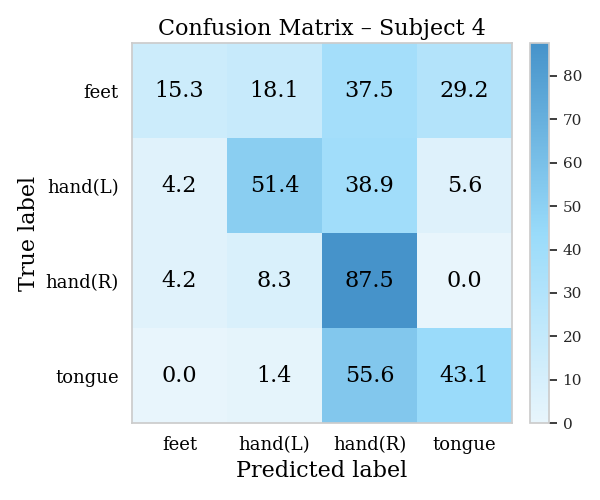 Confusion Matrix – Subject 4
True label
feet 15.3 18.1 37.5 29.2
hand(L) 4.2 51.4 38.9 5.6
hand(R) 4.2 8.3 87.5 0.0
tongue 0.0 1.4 55.6 43.1
feet hand(L) hand(R) tongue
Predicted label
80
70
60
50
40
30
20
10
0